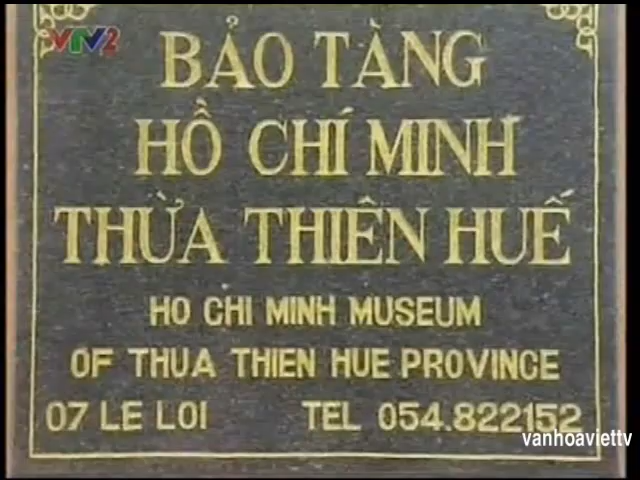 VTV2
BẢO TÀNG
HỒ CHÍ MINH
THỪA THIÊN HUẾ
HO CHI MINH MUSEUM
OF THUA THIEN HUE PROVINCE
07 LE LOI TEL 054.822152
vanhoaviettv